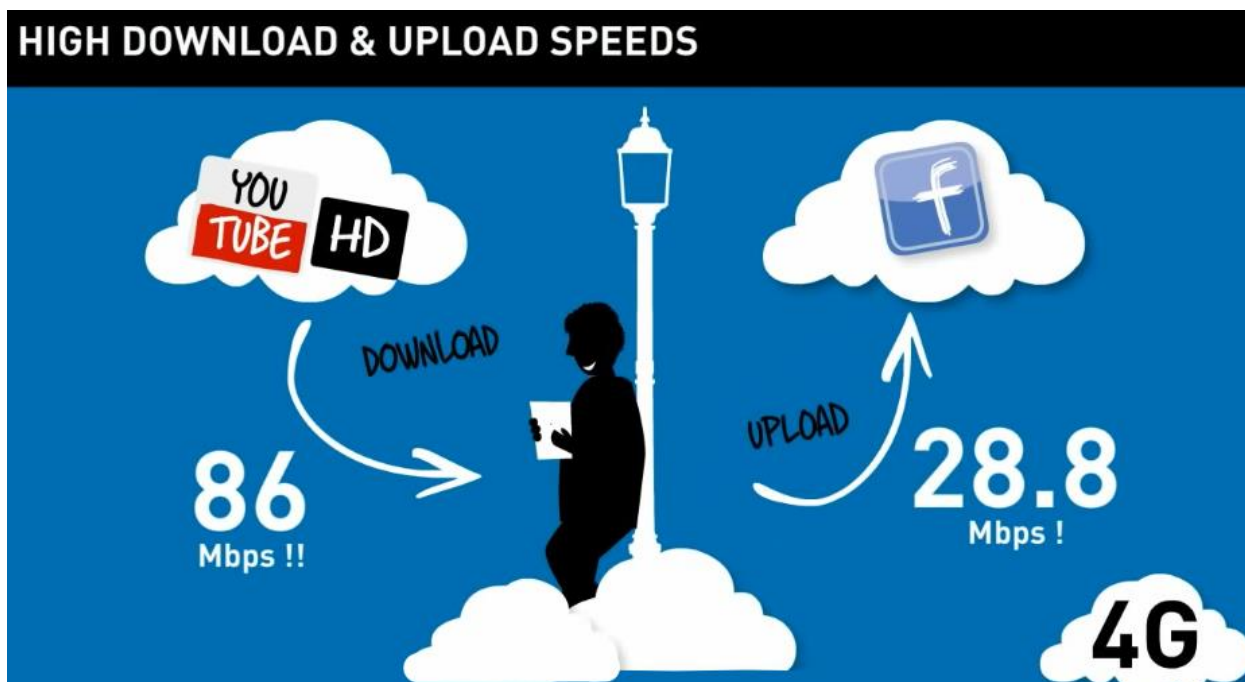 HIGH DOWNLOAD & UPLOAD SPEEDS
YOU
TUBE
HD
f
DOWNLOAD
UPLOAD
86
Mbps !!
28.8
Mbps !
4G